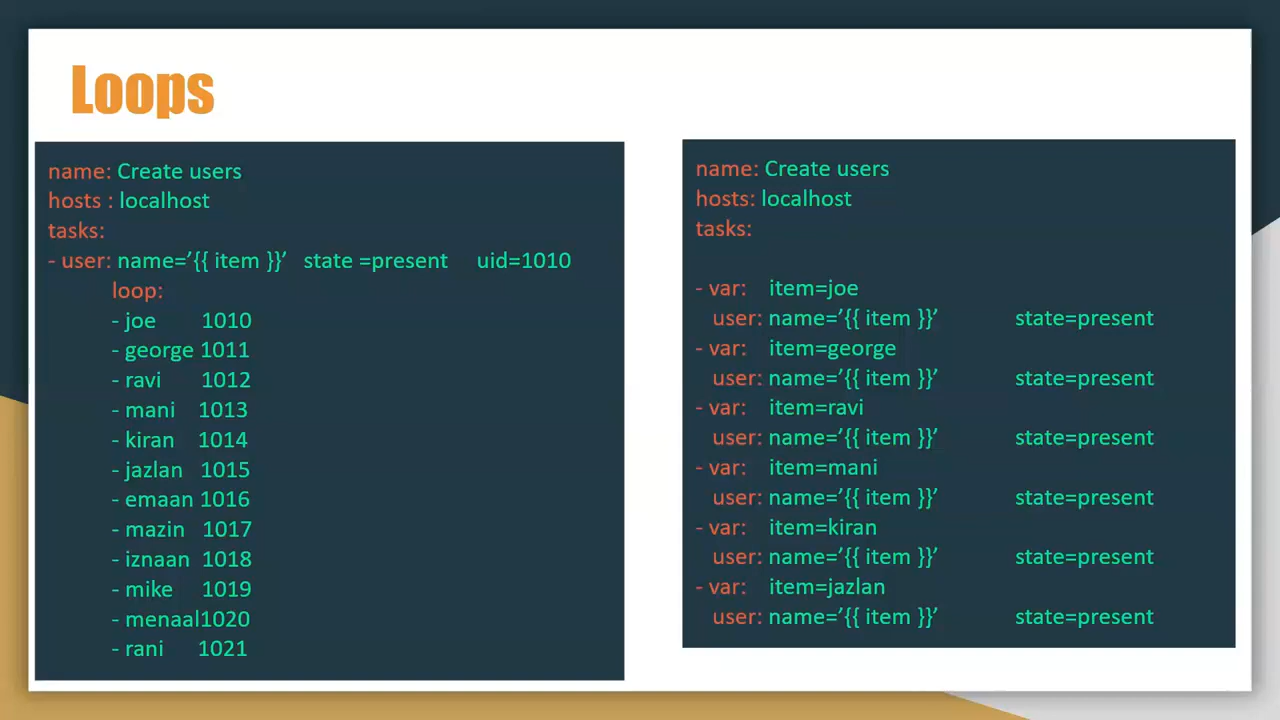 Loops
name: Create users
hosts : localhost
tasks:
- user: name=’{{ item }}’ state =present uid=1010
loop:
- joe 1010
- george 1011
- ravi 1012
- mani 1013
- kiran 1014
- jazlan 1015
- emaan 1016
- mazin 1017
- iznaan 1018
- mike 1019
- menaal1020
- rani 1021
name: Create users
hosts: localhost
tasks:
- var: item=joe
user: name=’{{ item }}’ state=present
- var: item=george
user: name=’{{ item }}’ state=present
- var: item=ravi
user: name=’{{ item }}’ state=present
- var: item=mani
user: name=’{{ item }}’ state=present
- var: item=kiran
user: name=’{{ item }}’ state=present
- var: item=jazlan
user: name=’{{ item }}’ state=present